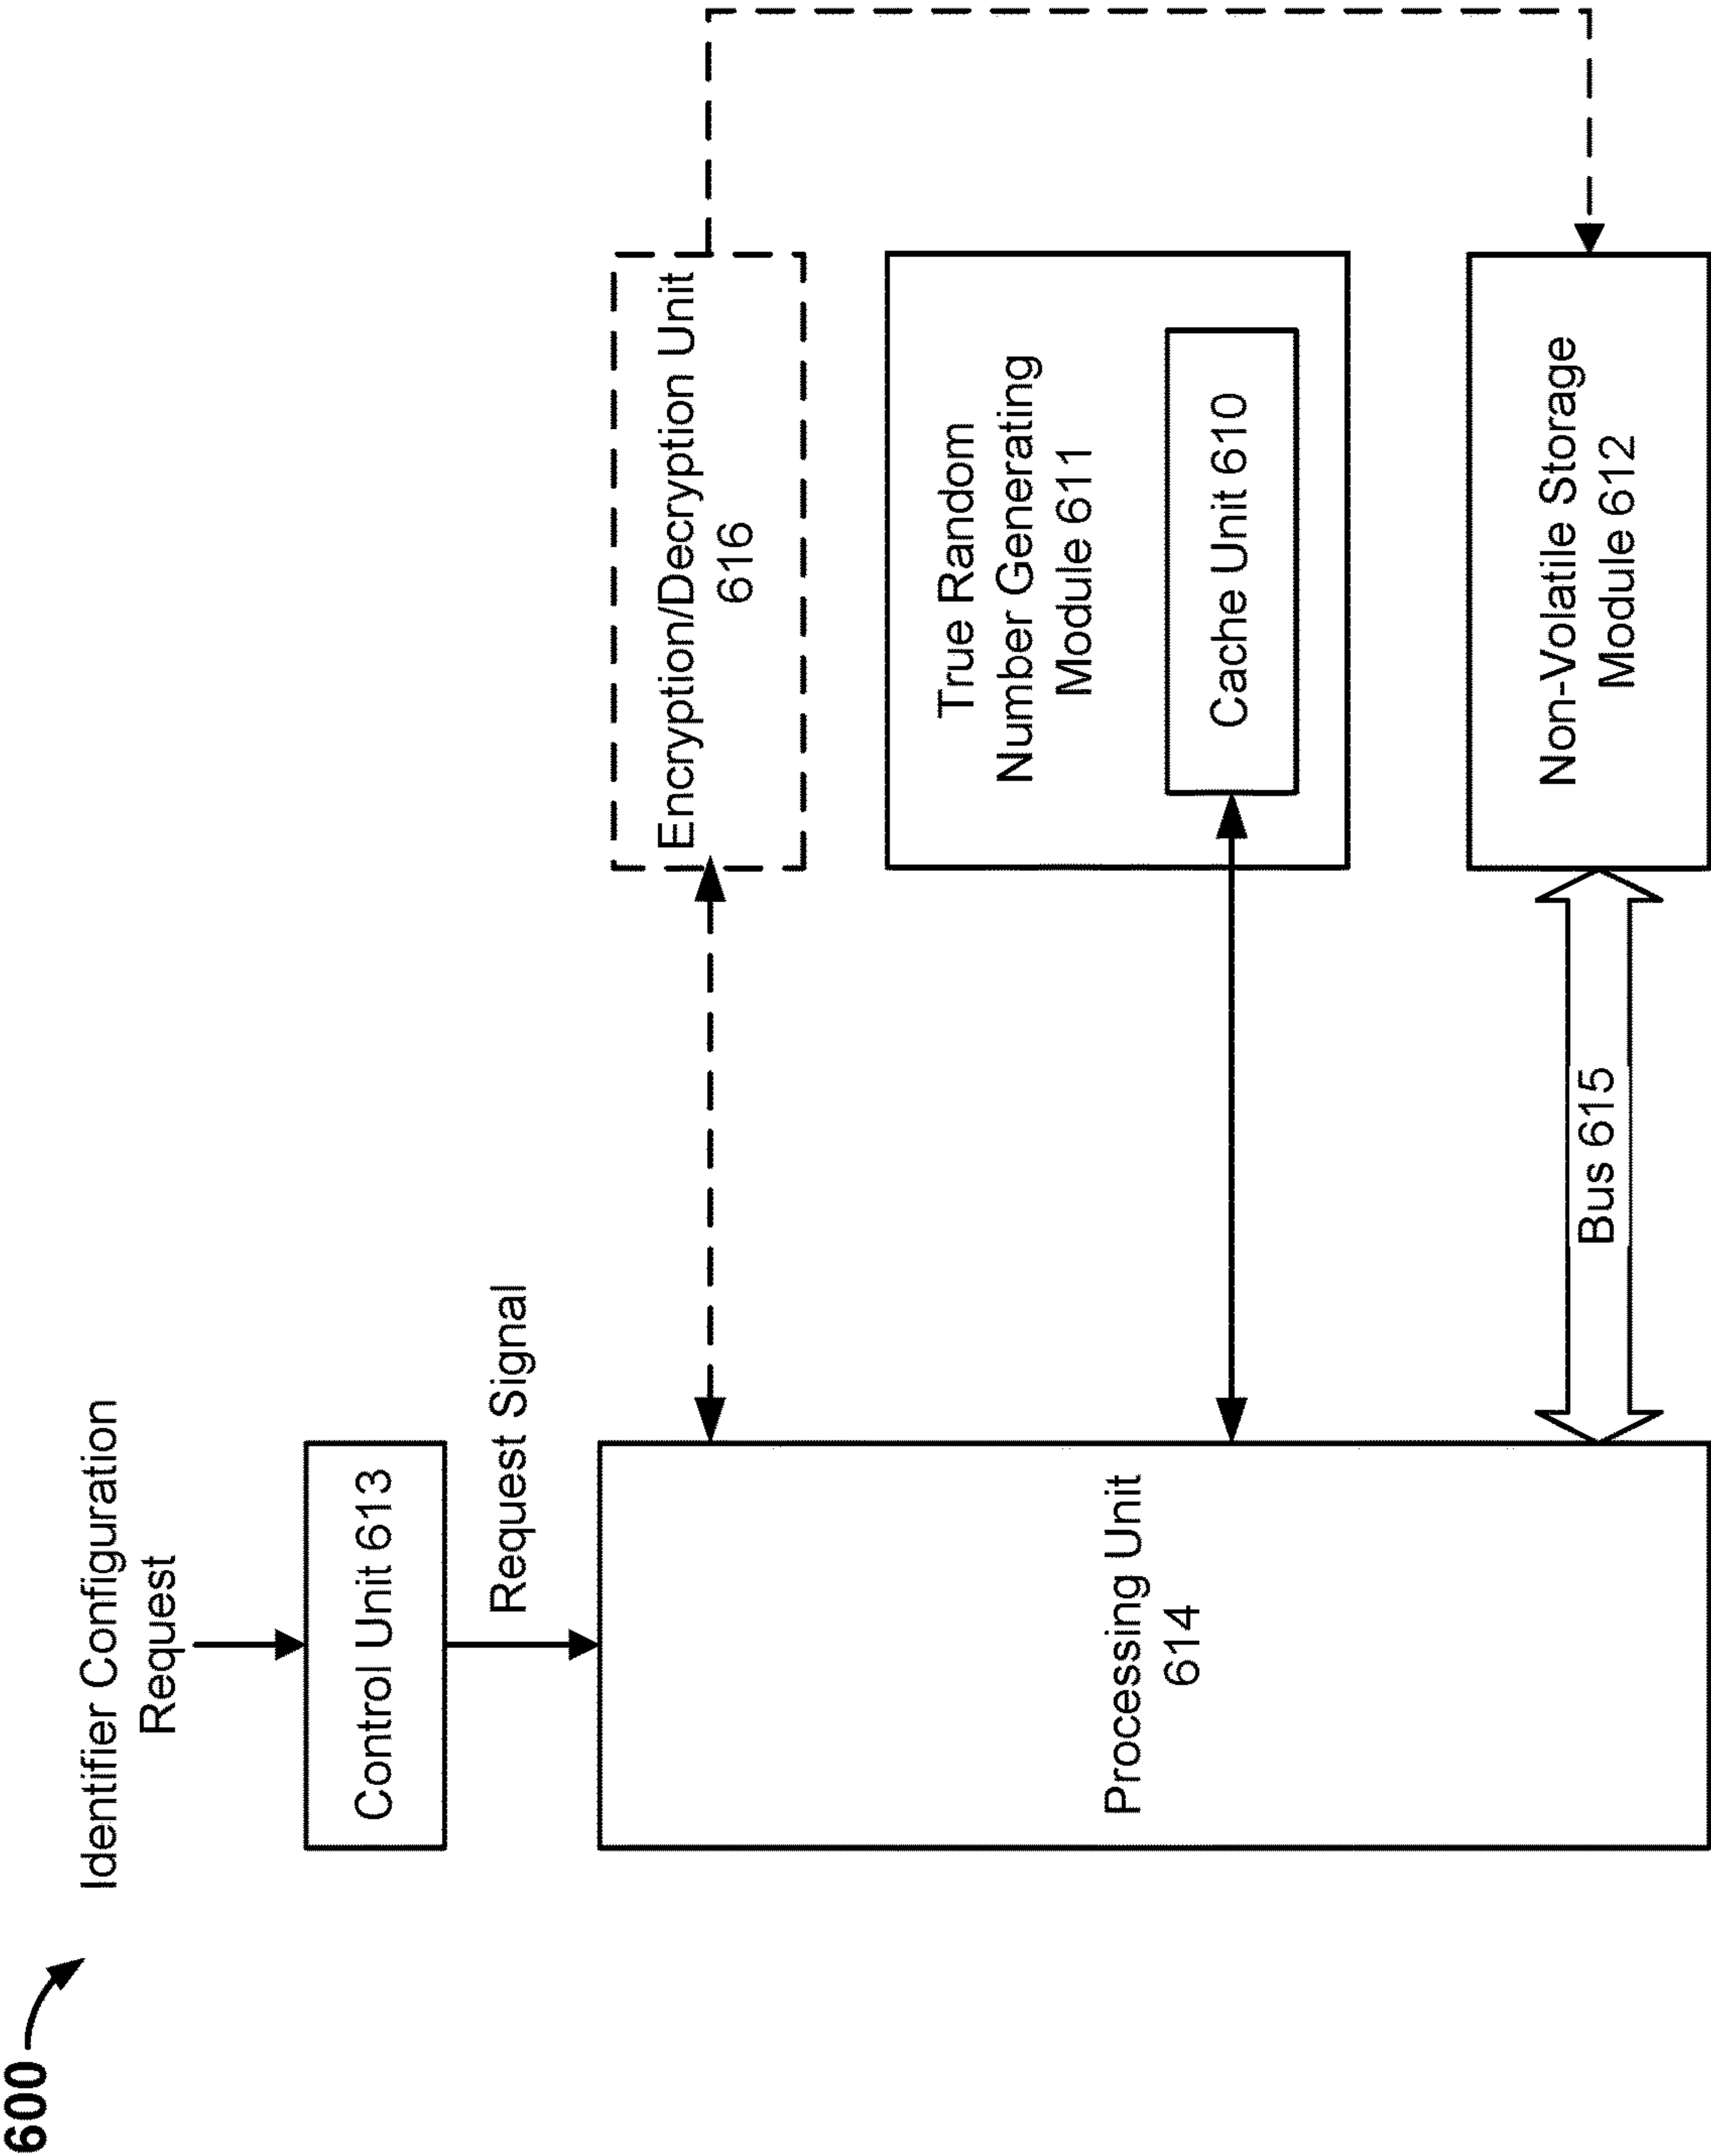 600
Identifier Configuration
Request
Control Unit 613
Request Signal
Processing Unit
614
Encryption/Decryption Unit
616
True Random
Number Generating
Module 611
Cache Unit 610
Bus 615
Non-Volatile Storage
Module 612